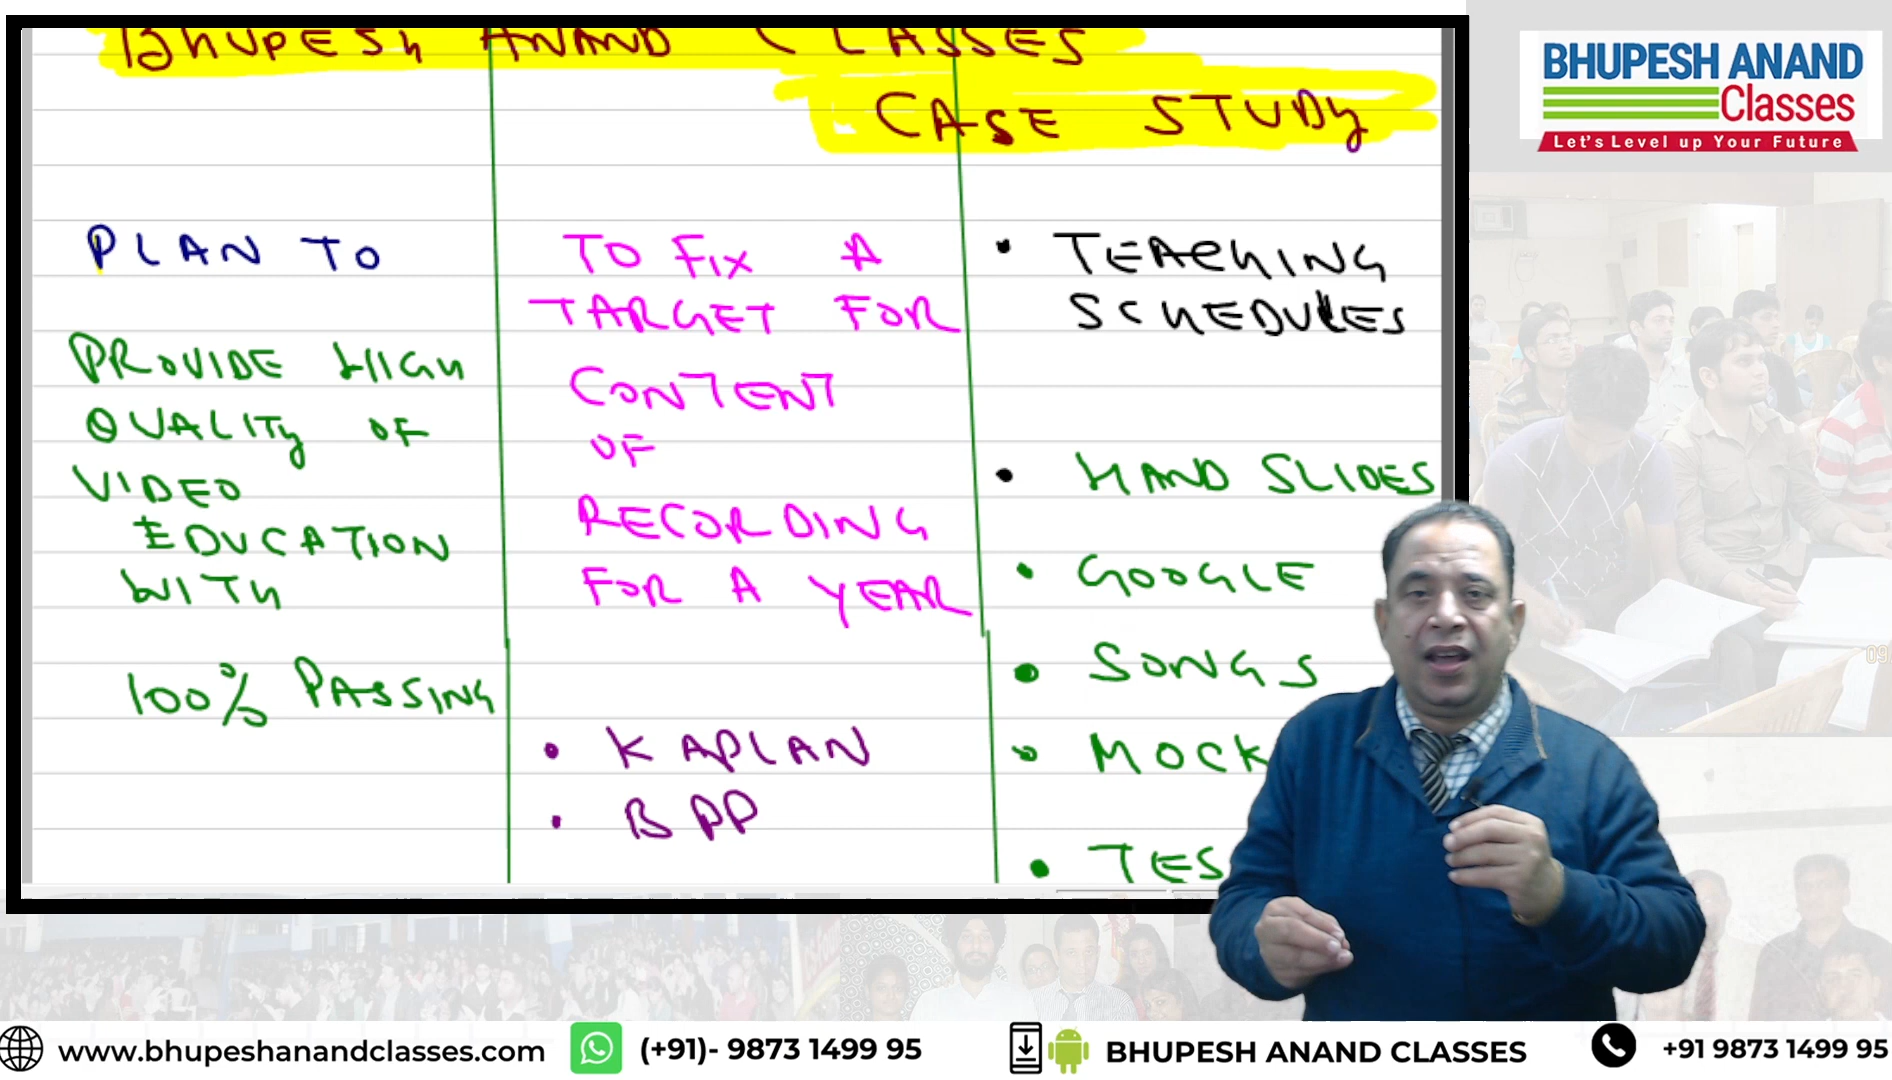 BHUPESH ANAND CLASSES
CASE STUDY
PLAN TO
PROVIDE HIGH
QUALITY OF
VIDEO
EDUCATION
WITH
100% PASSING
TO FIX A
TARGET FOR
CONTENT
OF
RECORDING
FOR A YEAR
• KAPLAN
• BPP
• TEACHING
SCHEDULES
• HAND SLIDES
• GOOGLE
• SONGS
• MOCK
• TES
BHUPESH ANAND
Classes
Let's Level up Your Future
09
www.bhupeshanandclasses.com
(+91)- 9873 1499 95
BHUPESH ANAND CLASSES
+91 9873 1499 95